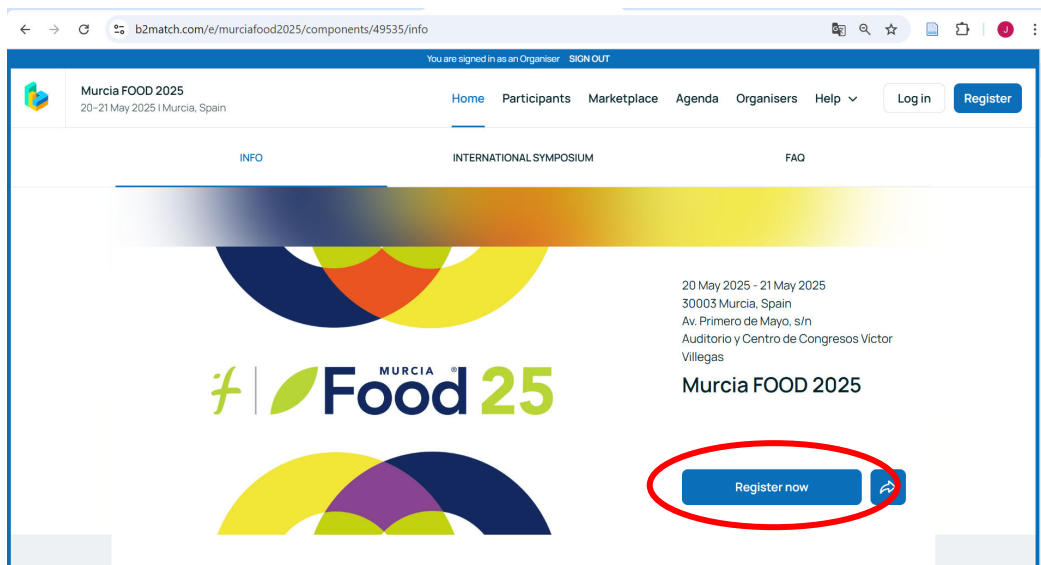 b2match.com/e/murciafood2025/components/49535/info
J
You are signed in as an Organiser SIGN OUT
Murcia FOOD 2025
20–21 May 2025 | Murcia, Spain
Home Participants Marketplace Agenda Organisers Help Log in Register
INFO INTERNATIONAL SYMPOSIUM FAQ
20 May 2025 - 21 May 2025
30003 Murcia, Spain
Av. Primero de Mayo, s/n
Auditorio y Centro de Congresos Víctor
Villegas
Murcia FOOD 2025
MURCIA ®
Food 25
Register now